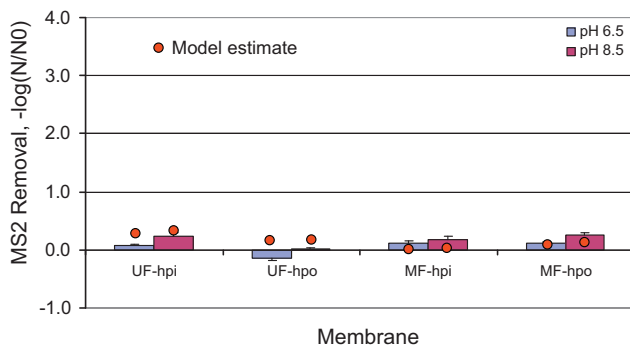 MS2 Removal, -log(N/N0)
4.0
3.0
2.0
1.0
0.0
-1.0
Model estimate
pH 6.5
pH 8.5
UF-hpi
UF-hpo
MF-hpi
MF-hpo
Membrane